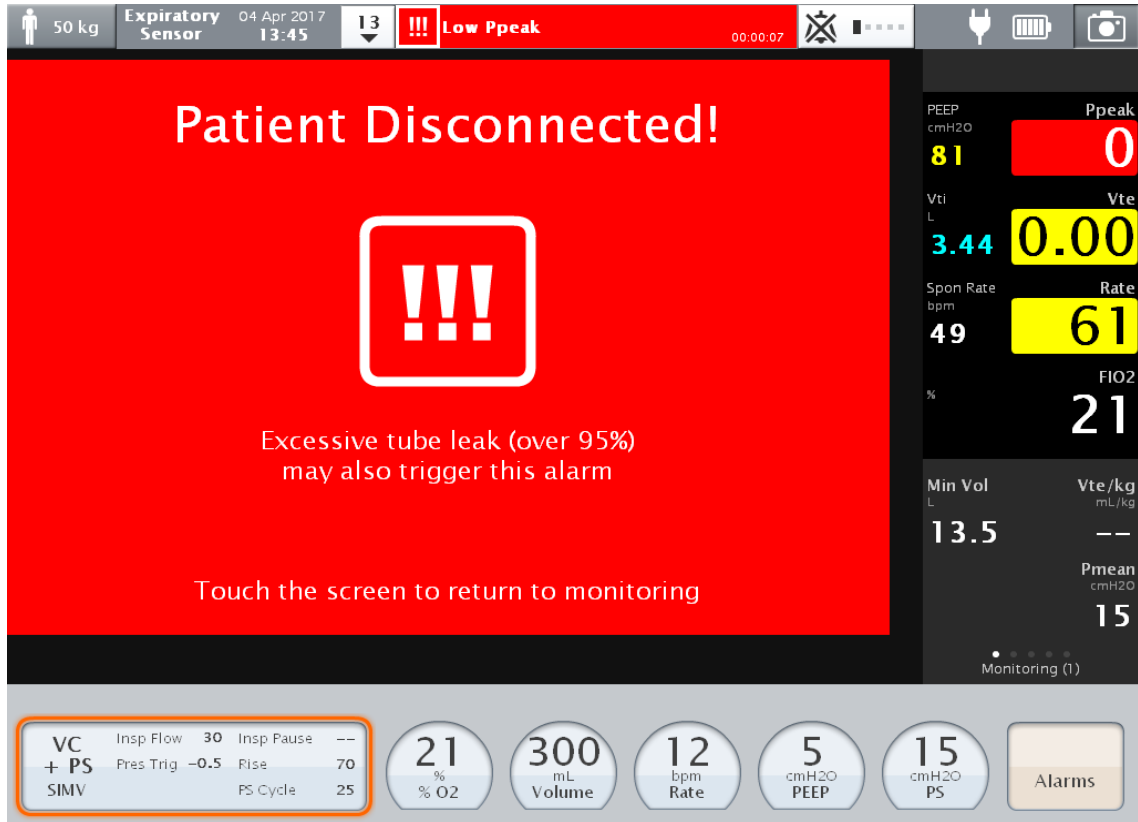 50 kg
Expiratory Sensor
04 Apr 2017
13:45
13
!!! Low Ppeak
00:00:07
Patient Disconnected!
!!!
Excessive tube leak (over 95%)
may also trigger this alarm
Touch the screen to return to monitoring
PEEP Ppeak
cmH2O
81 0
Vti Vte
L
3.44 0.00
Spon Rate Rate
bpm
49 61
FIO2
%
21
Min Vol Vte/kg
L mL/kg
13.5 --
Pmean
cmH2O
15
Monitoring (1)
VC
+ PS
SIMV
Insp Flow 30 Insp Pause --
Pres Trig -0.5 Rise 70
PS Cycle 25
21
%
% O2
300
mL
Volume
12
bpm
Rate
5
cmH2O
PEEP
15
cmH2O
PS
Alarms